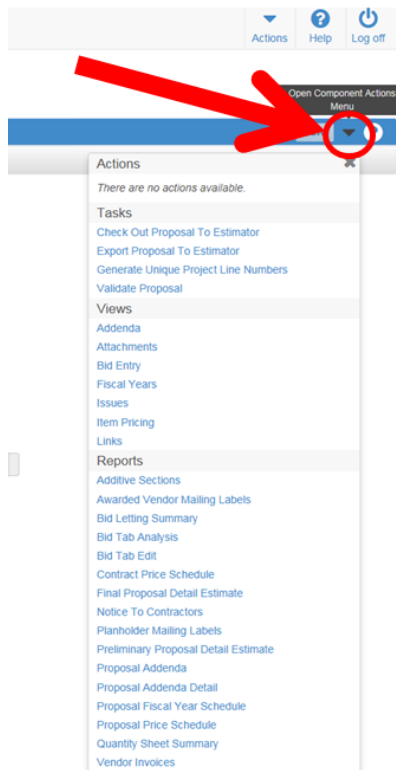 Actions Help Log off
Open Component Actions
Menu
Actions
There are no actions available.
Tasks
Check Out Proposal To Estimator
Export Proposal To Estimator
Generate Unique Project Line Numbers
Validate Proposal
Views
Addenda
Attachments
Bid Entry
Fiscal Years
Issues
Item Pricing
Links
Reports
Additive Sections
Awarded Vendor Mailing Labels
Bid Letting Summary
Bid Tab Analysis
Bid Tab Edit
Contract Price Schedule
Final Proposal Detail Estimate
Notice To Contractors
Planholder Mailing Labels
Preliminary Proposal Detail Estimate
Proposal Addenda
Proposal Addenda Detail
Proposal Fiscal Year Schedule
Proposal Price Schedule
Quantity Sheet Summary
Vendor Invoices